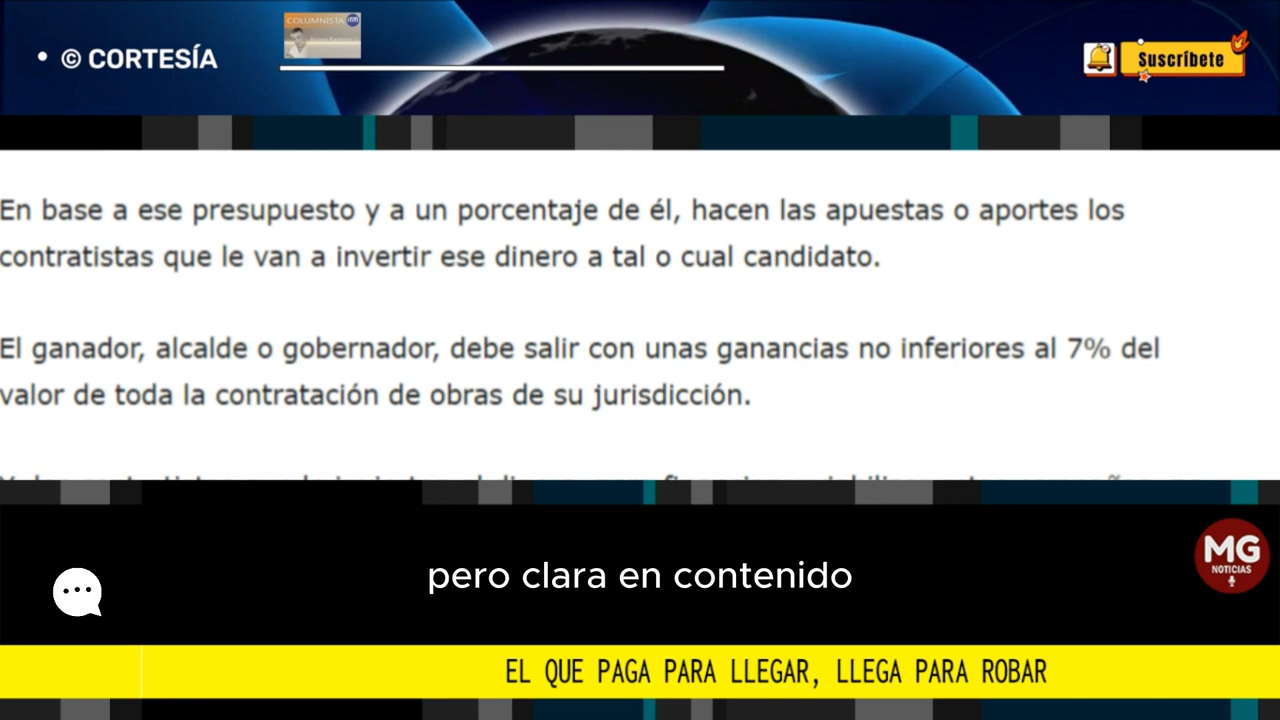 • © CORTESÍA
COLUMNISTA ifm
Suscríbete
En base a ese presupuesto y a un porcentaje de él, hacen las apuestas o aportes los
contratistas que le van a invertir ese dinero a tal o cual candidato.
El ganador, alcalde o gobernador, debe salir con unas ganancias no inferiores al 7% del
valor de toda la contratación de obras de su jurisdicción.
pero clara en contenido
MG
NOTICIAS
EL QUE PAGA PARA LLEGAR, LLEGA PARA ROBAR